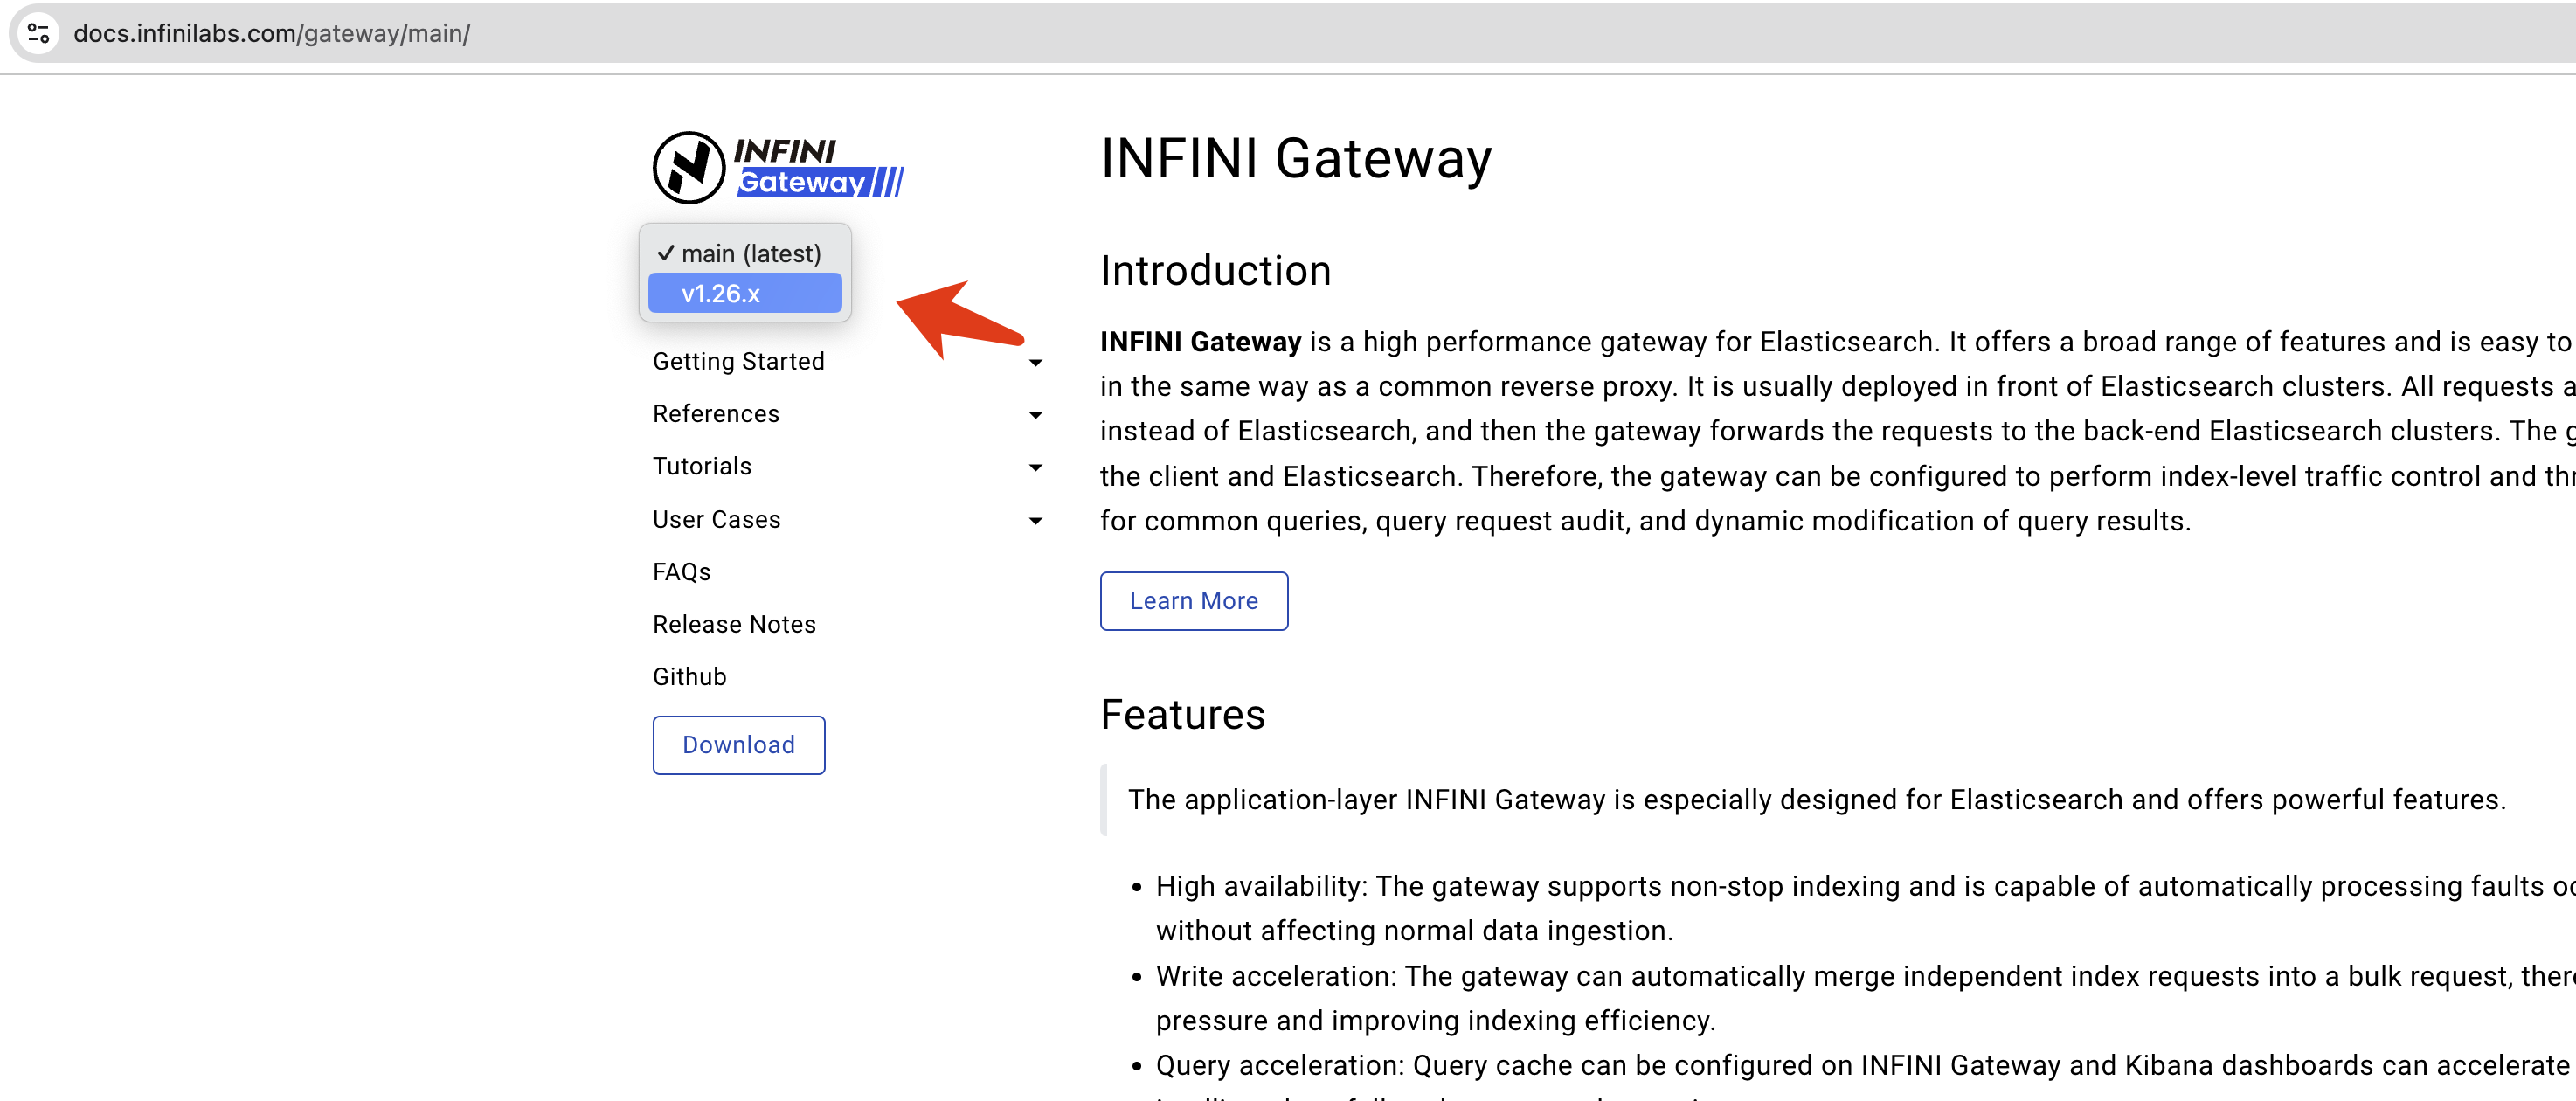 docs.infinilabs.com/gateway/main/
INFINI
Gateway
✓ main (latest)
v1.26.x
Getting Started
References
Tutorials
User Cases
FAQs
Release Notes
Github
Download
INFINI Gateway
Introduction
INFINI Gateway is a high performance gateway for Elasticsearch. It offers a broad range of features and is easy to
in the same way as a common reverse proxy. It is usually deployed in front of Elasticsearch clusters. All requests
instead of Elasticsearch, and then the gateway forwards the requests to the back-end Elasticsearch clusters. The
the client and Elasticsearch. Therefore, the gateway can be configured to perform index-level traffic control and
for common queries, query request audit, and dynamic modification of query results.
Learn More
Features
The application-layer INFINI Gateway is especially designed for Elasticsearch and offers powerful features.
• High availability: The gateway supports non-stop indexing and is capable of automatically processing faults
without affecting normal data ingestion.
• Write acceleration: The gateway can automatically merge independent index requests into a bulk request,
pressure and improving indexing efficiency.
• Query acceleration: Query cache can be configured on INFINI Gateway and Kibana dashboards can accelerate